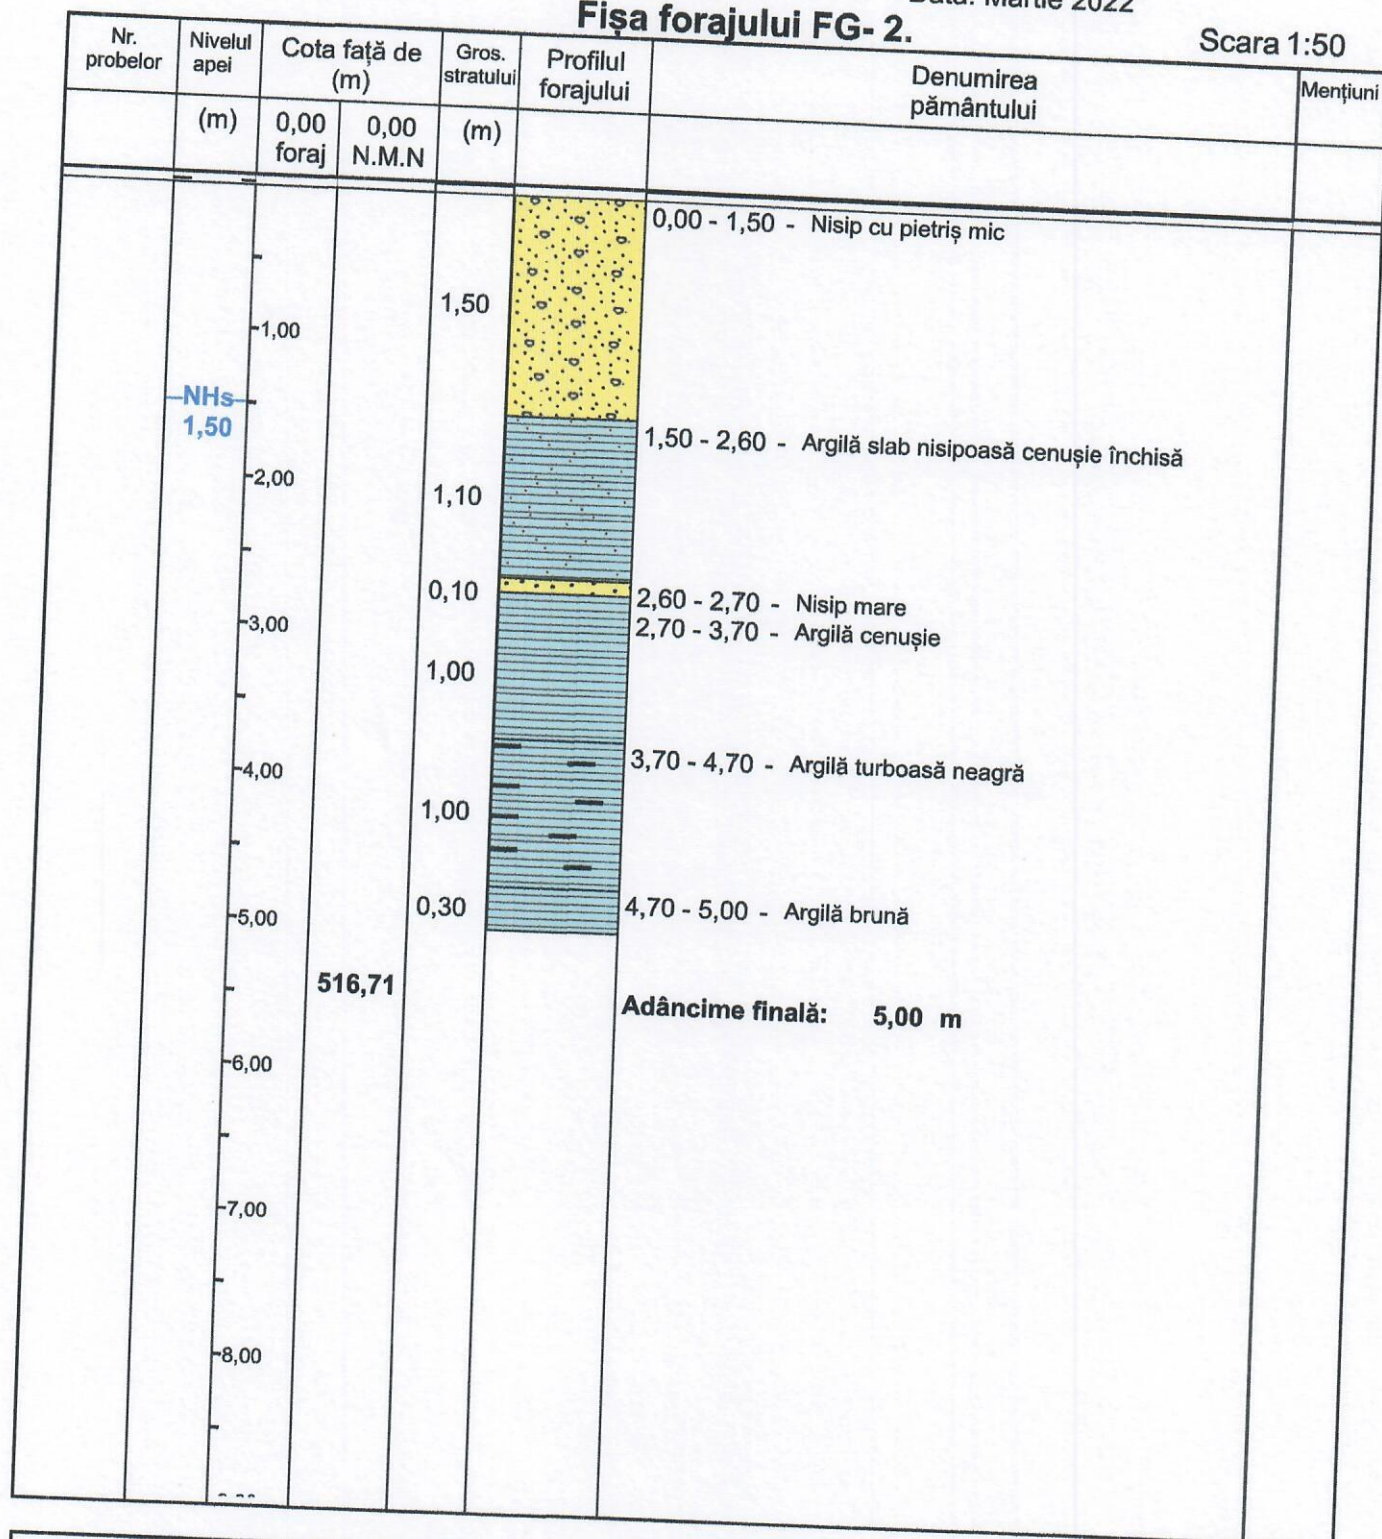 Data: Martie 2022
Fișa forajului FG- 2.
Scara 1:50
Nr. probelor
Nivelul apei
(m)
Cota față de (m)
0,00 foraj
0,00 N.M.N
Gros. stratului
(m)
Profilul forajului
Denumirea pământului
Mențiuni
0,00 - 1,50 - Nisip cu pietriș mic
1,50
1,00
NHs
1,50
1,50 - 2,60 - Argilă slab nisipoasă cenușie închisă
2,00
1,10
0,10
2,60 - 2,70 - Nisip mare
3,00
2,70 - 3,70 - Argilă cenușie
1,00
3,70 - 4,70 - Argilă turboasă neagră
4,00
1,00
0,30
4,70 - 5,00 - Argilă brună
5,00
516,71
Adâncime finală: 5,00 m
6,00
7,00
8,00